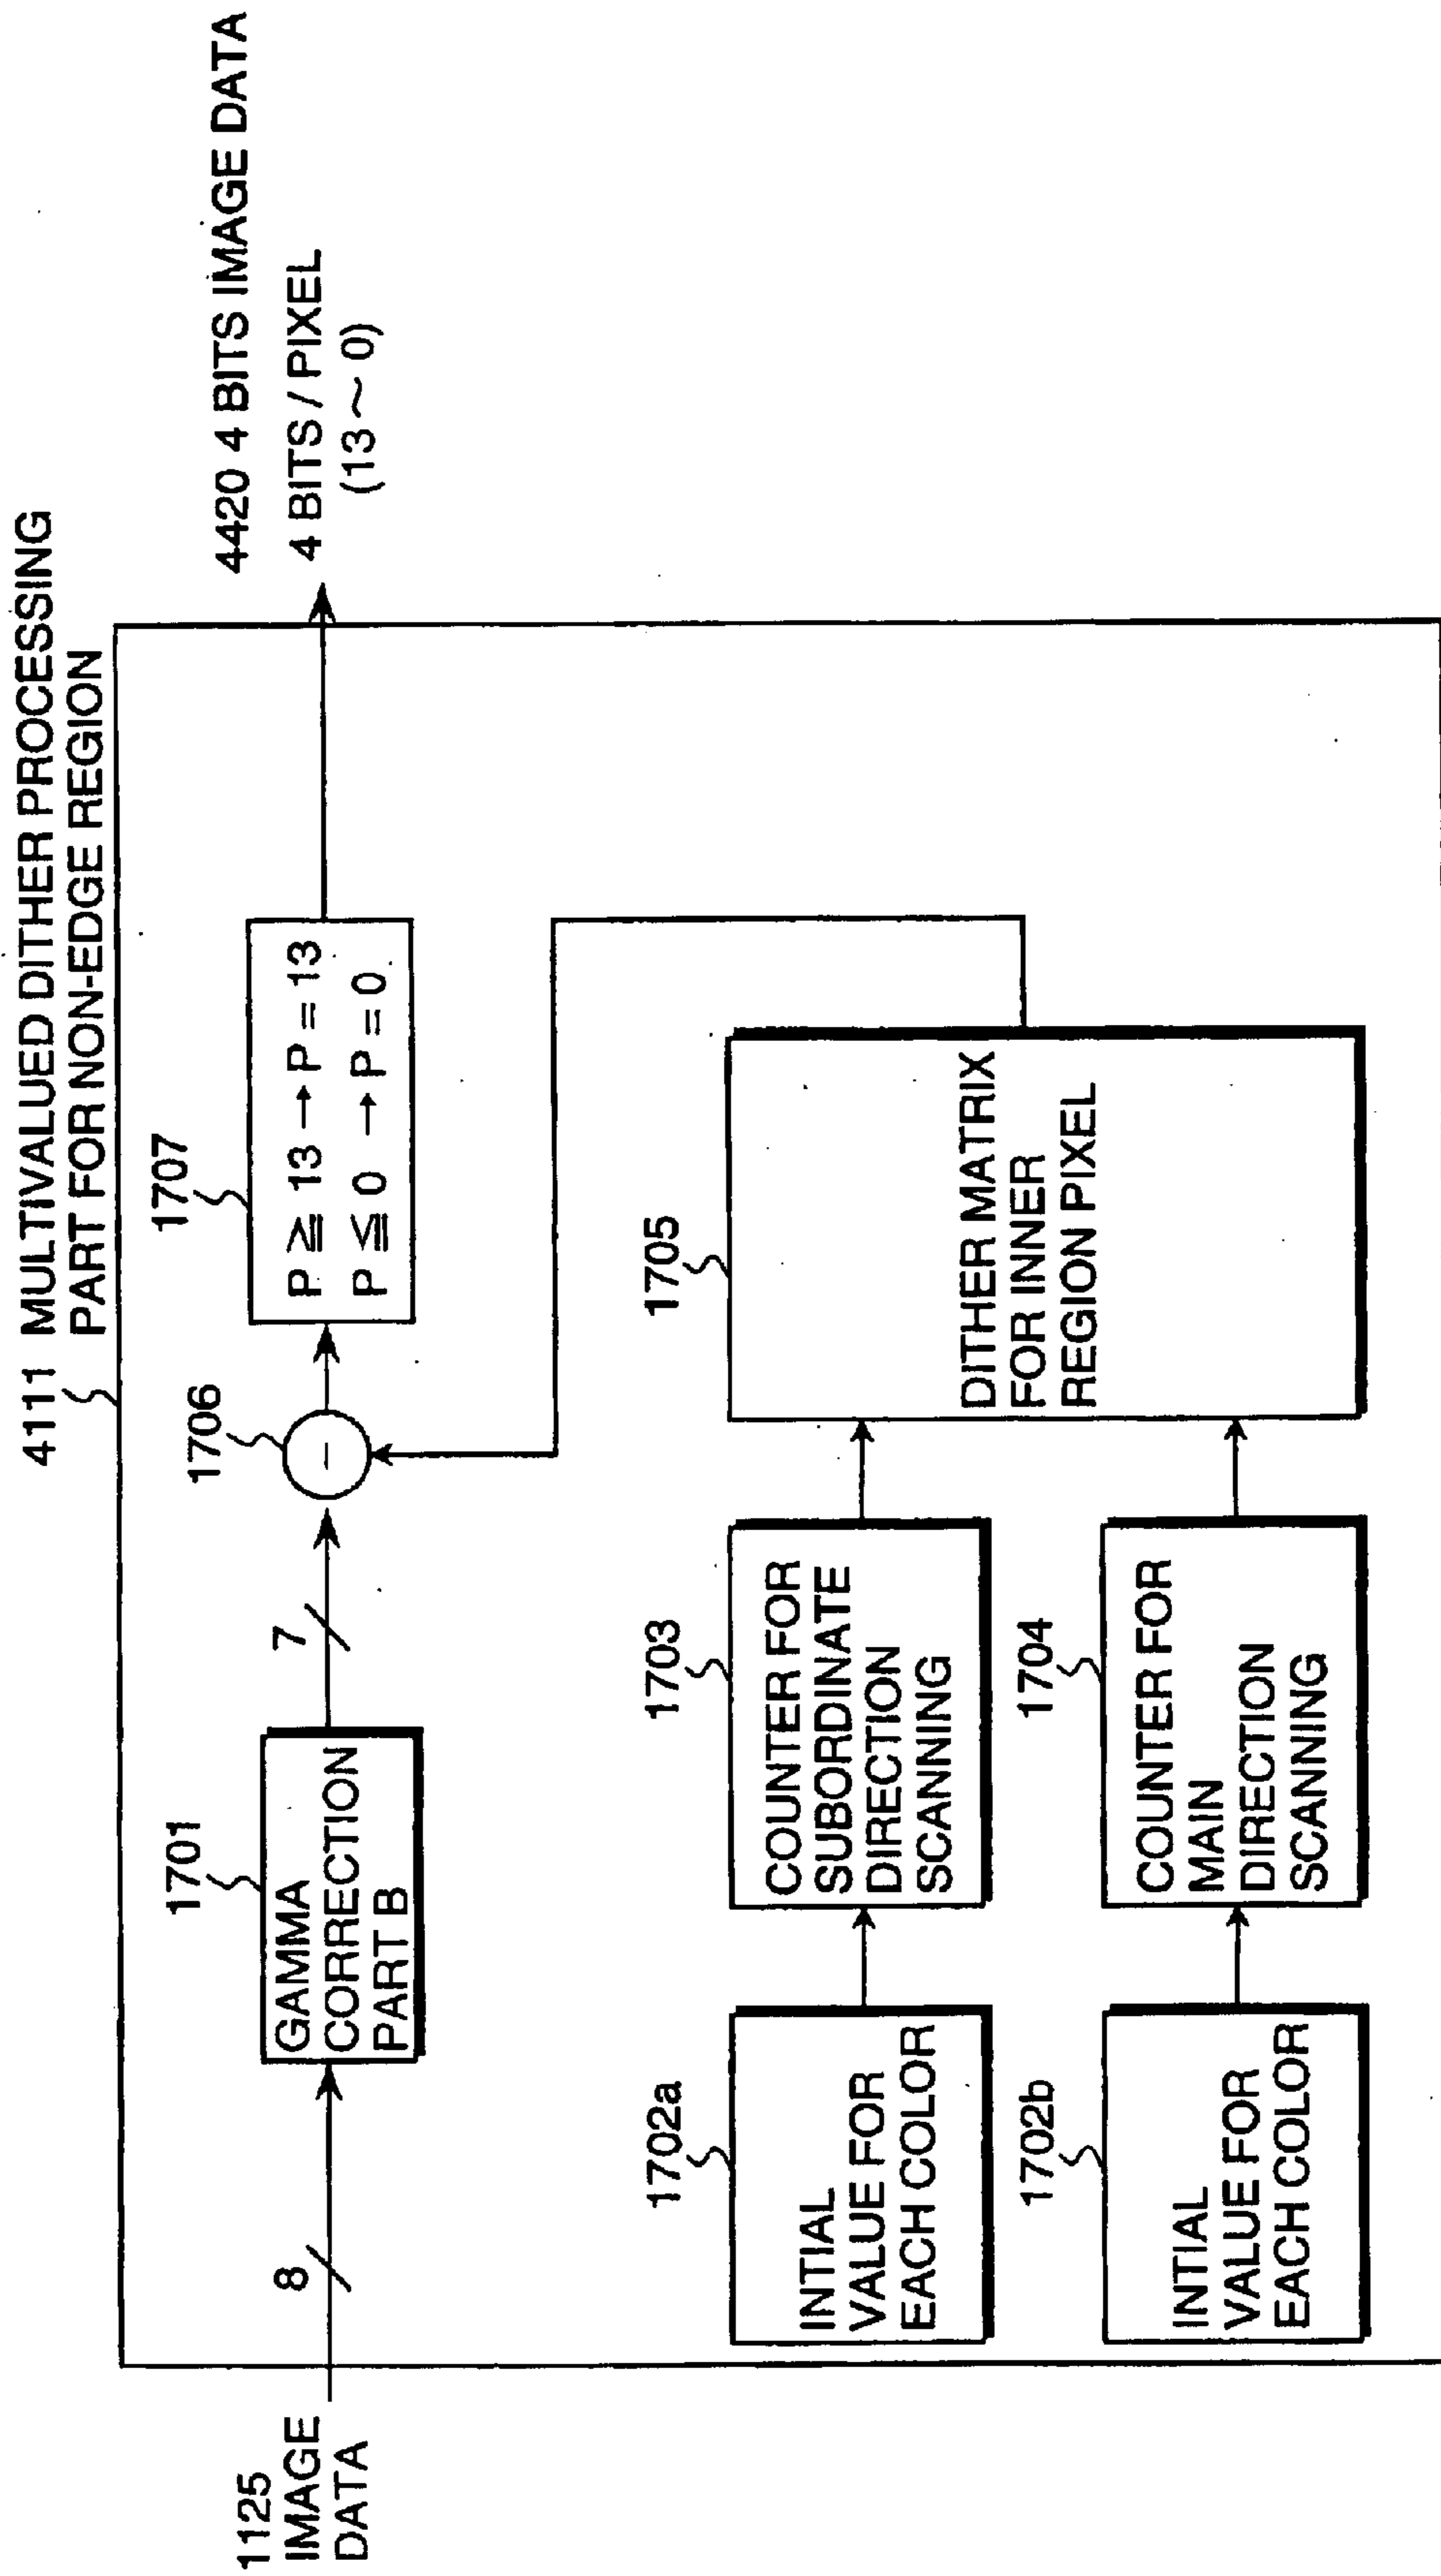 4111 MULTIVALUED DITHER PROCESSING
PART FOR NON-EDGE REGION
1125
IMAGE
DATA
8
1701
GAMMA
CORRECTION
PART B
7
1706
−
1707
P ≧ 13 → P = 13
P ≦ 0 → P = 0
4420 4 BITS IMAGE DATA
4 BITS / PIXEL
(13 ~ 0)
1702a
INTIAL
VALUE FOR
EACH COLOR
1703
COUNTER FOR
SUBORDINATE
DIRECTION
SCANNING
1705
DITHER MATRIX
FOR INNER
REGION PIXEL
1702b
INTIAL
VALUE FOR
EACH COLOR
1704
COUNTER FOR
MAIN
DIRECTION
SCANNING